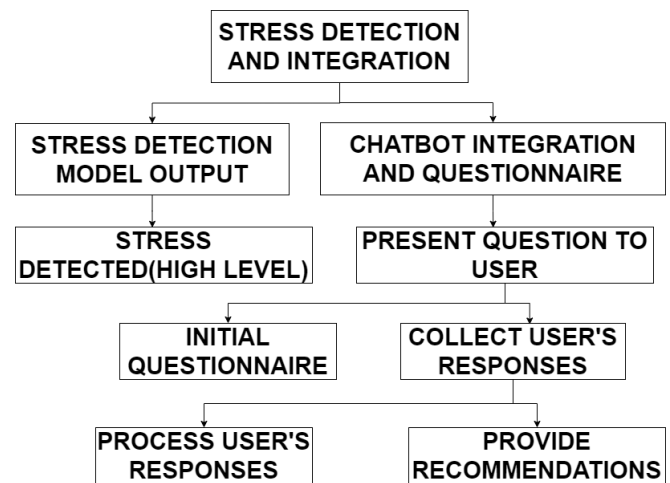 STRESS DETECTION
AND INTEGRATION
STRESS DETECTION
MODEL OUTPUT
CHATBOT INTEGRATION
AND QUESTIONNAIRE
STRESS
DETECTED(HIGH LEVEL)
PRESENT QUESTION TO
USER
INITIAL
QUESTIONNAIRE
COLLECT USER'S
RESPONSES
PROCESS USER'S
RESPONSES
PROVIDE
RECOMMENDATIONS